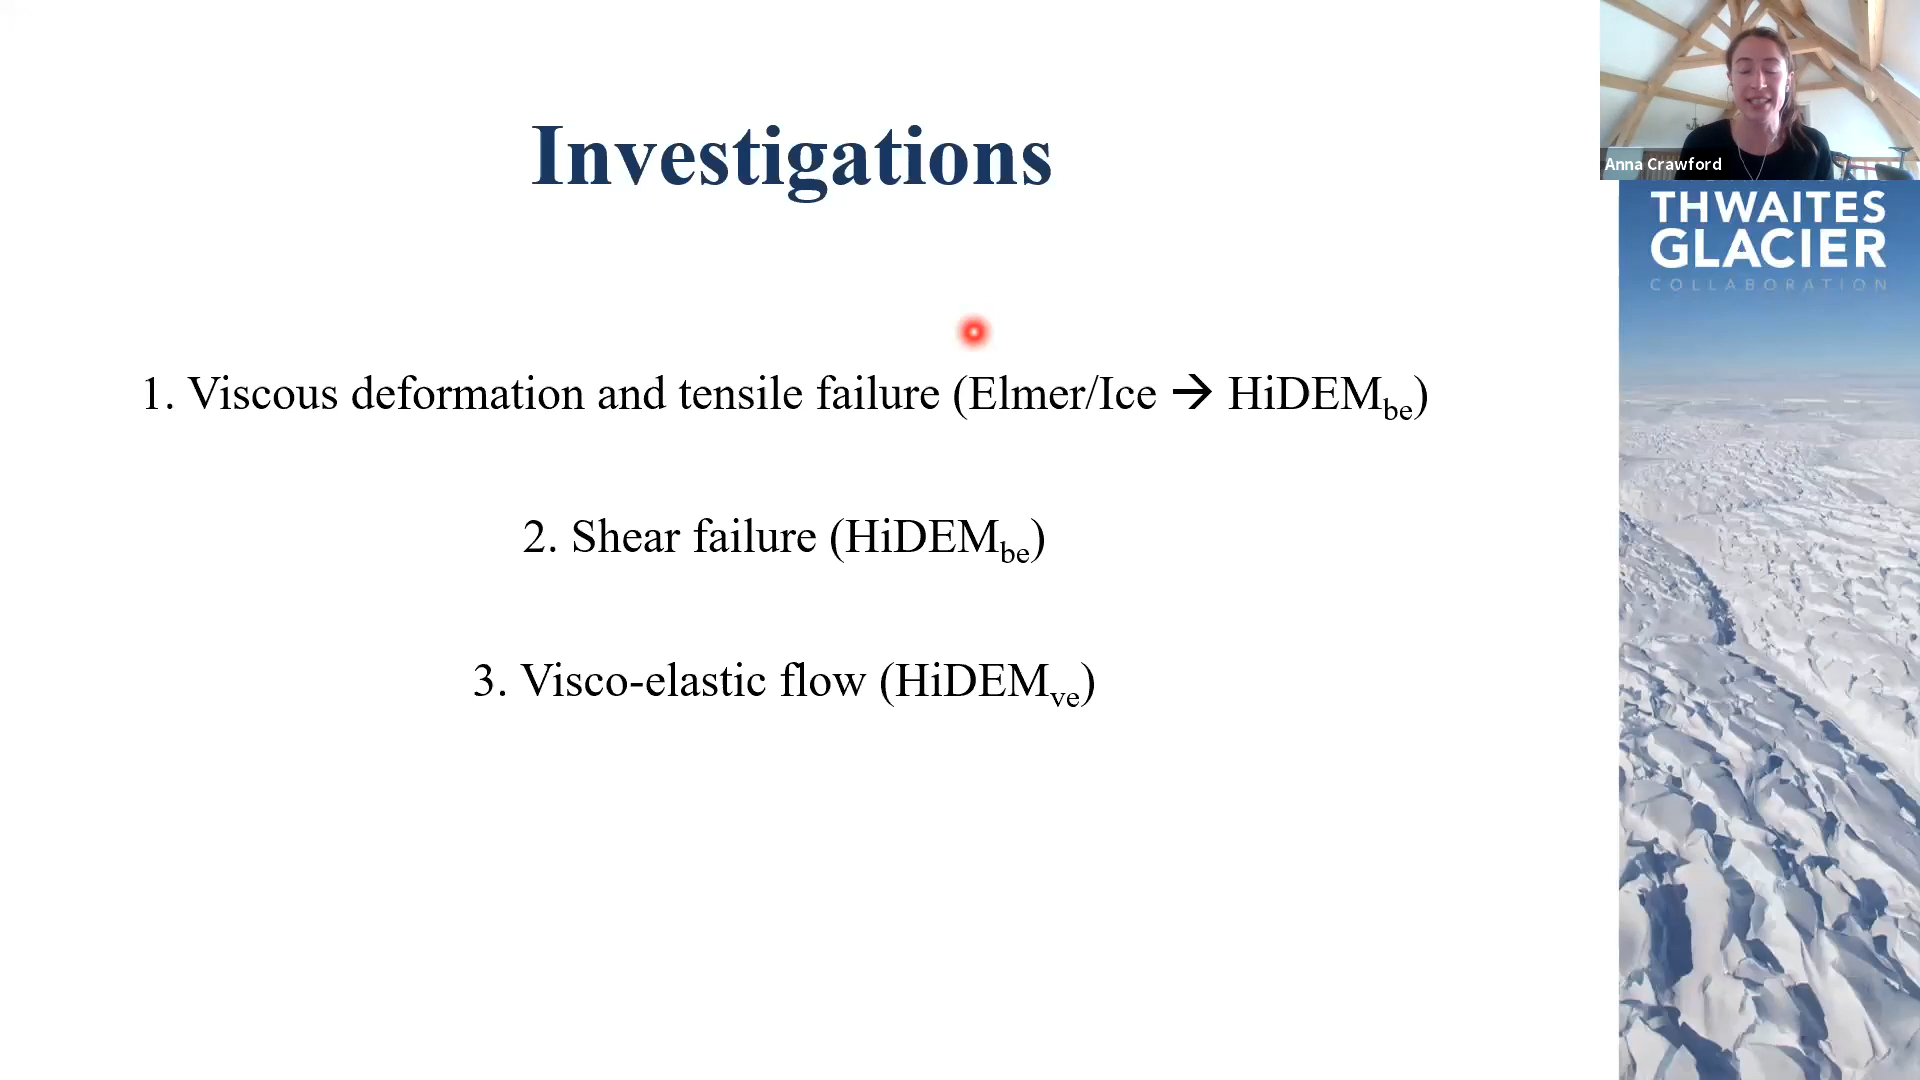 Investigations
1. Viscous deformation and tensile failure (Elmer/Ice → HiDEMbe)
2. Shear failure (HiDEMbe)
3. Visco-elastic flow (HiDEMve)
Anna Crawford
THWAITES
GLACIER
COLLABORATION